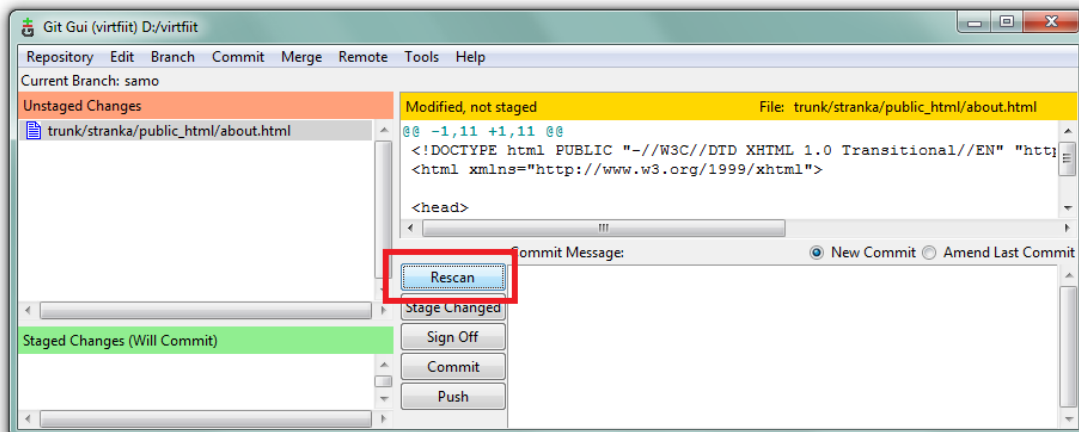 Git Gui (virtfiit) D:/virtfiit
Repository Edit Branch Commit Merge Remote Tools Help
Current Branch: samo
Unstaged Changes
trunk/stranka/public_html/about.html
Staged Changes (Will Commit)
Modified, not staged File: trunk/stranka/public_html/about.html
@@ -1,11 +1,11 @@
<!DOCTYPE html PUBLIC "-//W3C//DTD XHTML 1.0 Transitional//EN" "http
<html xmlns="http://www.w3.org/1999/xhtml">
<head>
Commit Message: New Commit Amend Last Commit
Rescan
Stage Changed
Sign Off
Commit
Push